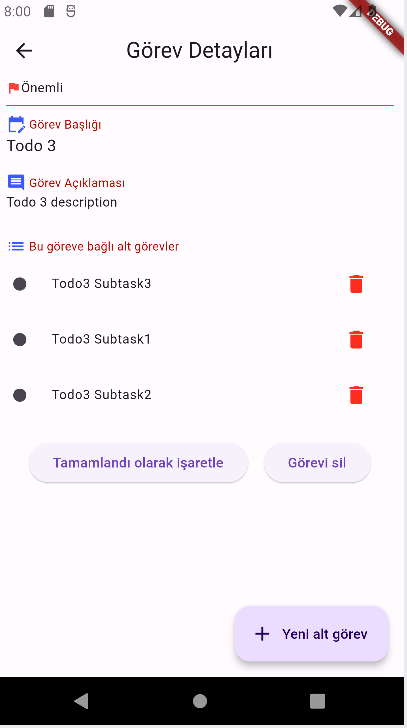 8:00
DEBUG
Görev Detayları
Önemli
Görev Başlığı
Todo 3
Görev Açıklaması
Todo 3 description
Bu göreve bağlı alt görevler
Todo3 Subtask3
Todo3 Subtask1
Todo3 Subtask2
Tamamlandı olarak işaretle
Görevi sil
Yeni alt görev